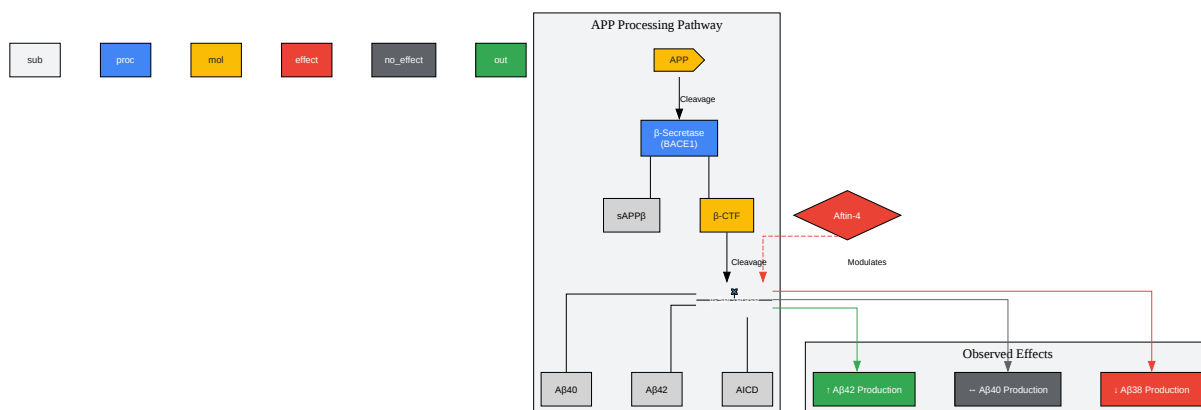 APP Processing Pathway
sub
proc
mol
effect
no_effect
out
APP
Cleavage
β-Secretase
(BACE1)
sAPPβ
β-CTF
Aftin-4
Cleavage
Modulates
Observed Effects
Aβ40
Aβ42
AICD
↑ Aβ42 Production
↔ Aβ40 Production
↓ Aβ38 Production